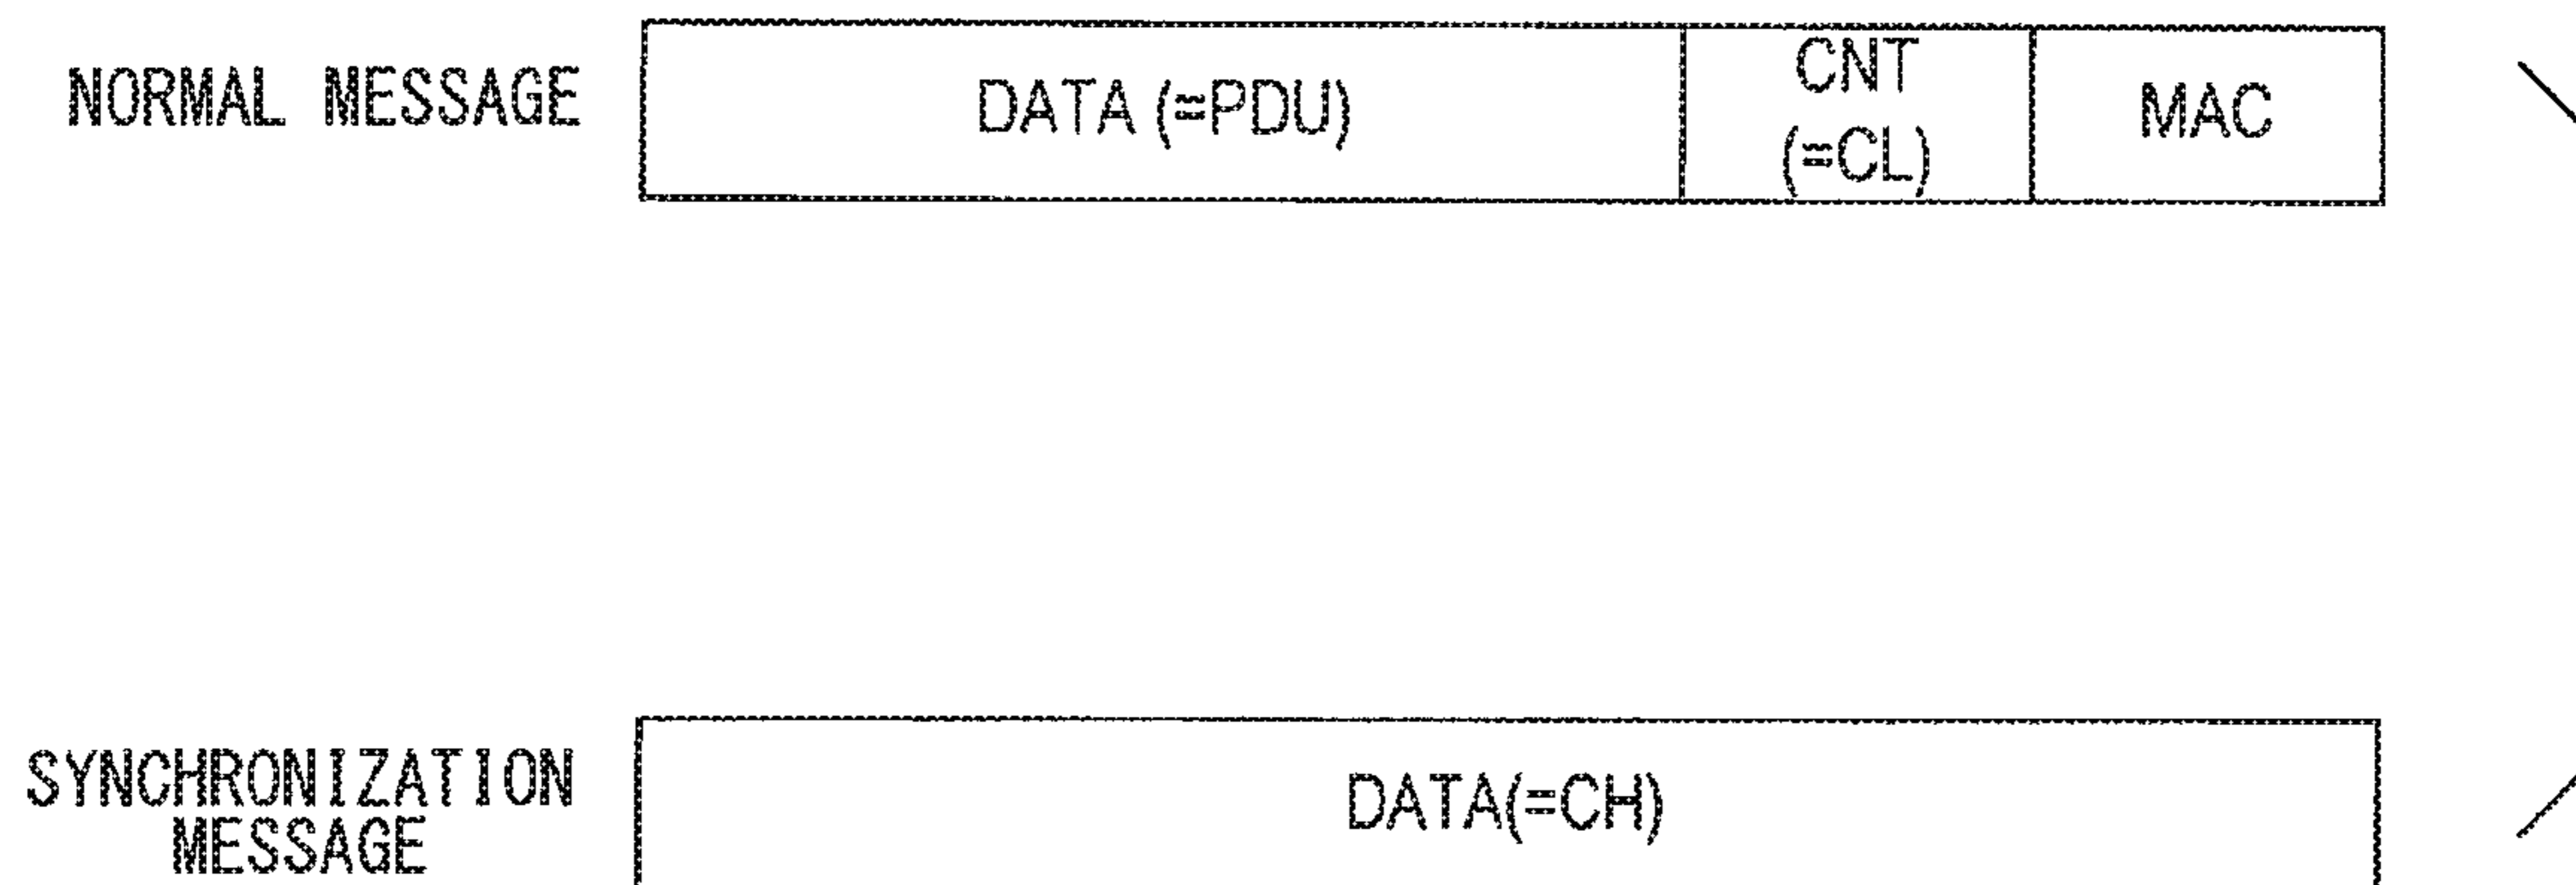 NORMAL MESSAGE
DATA (=PDU)
CNT
(=CL)
MAC
SYNCHRONIZATION
MESSAGE
DATA(=CH)